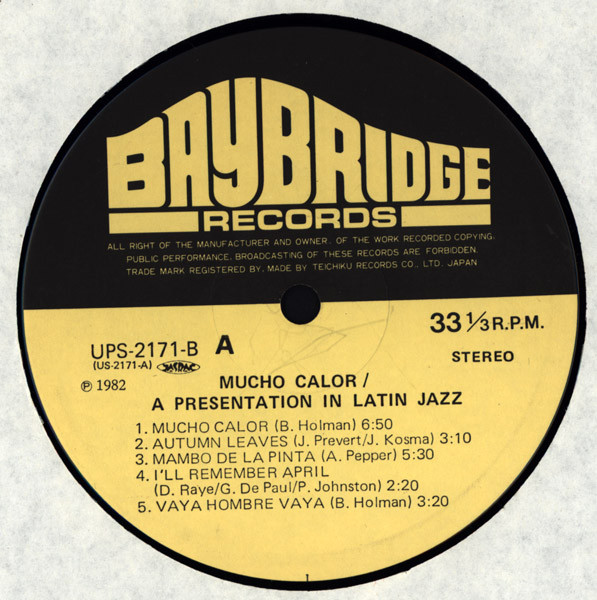 BAYBRIDGE
RECORDS
ALL RIGHT OF THE MANUFACTURER AND OWNER. OF THE WORK RECORDED COPYING.
PUBLIC PERFORMANCE. BROADCASTING OF THESE RECORDS ARE FORBIDDEN.
TRADE MARK REGISTERED BY. MADE BY TEICHIKU RECORDS CO., LTD. JAPAN
33 1/3 R.P.M.
UPS-2171-B A
(US-2171-A) JASRAC
STEREO
℗ 1982
MUCHO CALOR /
A PRESENTATION IN LATIN JAZZ
1. MUCHO CALOR (B. Holman) 6:50
2. AUTUMN LEAVES (J. Prevert/J. Kosma) 3:10
3. MAMBO DE LA PINTA (A. Pepper) 5:30
4. I'LL REMEMBER APRIL
(D. Raye/G. De Paul/P. Johnston) 2:20
5. VAYA HOMBRE VAYA (B. Holman) 3:20